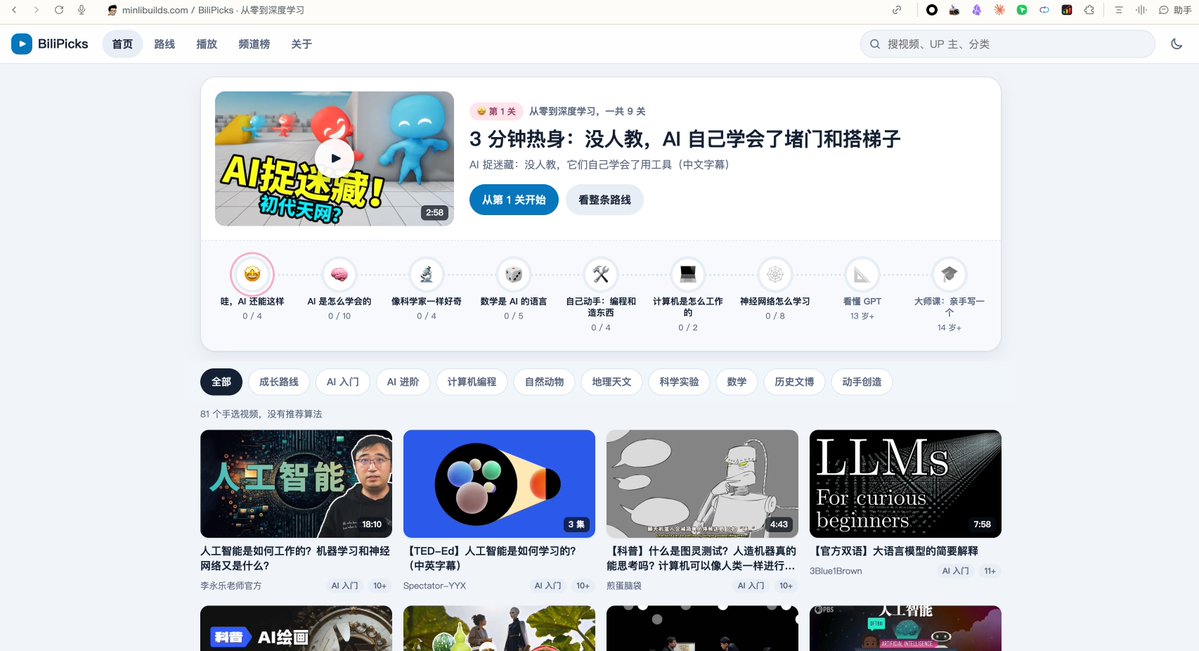 minlibuilds.com / BiliPicks · 从零到深度学习
助手
BiliPicks
首页
路线
播放
频道榜
关于
搜视频、UP 主、分类
AI捉迷藏!
初代天网?
2:58
第 1 关
从零到深度学习，一共 9 关
3 分钟热身：没人教，AI 自己学会了堵门和搭梯子
AI 捉迷藏：没人教，它们自己学会了用工具（中文字幕）
从第 1 关开始
看整条路线
哇，AI 还能这样
0 / 4
AI 是怎么学会的
0 / 10
像科学家一样好奇
0 / 4
数学是 AI 的语言
0 / 5
自己动手：编程和
造东西
0 / 4
计算机是怎么工作
的
0 / 2
神经网络怎么学习
0 / 8
看懂 GPT
13 岁+
大师课：亲手写一
个
14 岁+
全部
成长路线
AI 入门
AI 进阶
计算机编程
自然动物
地理天文
科学实验
数学
历史文博
动手创造
81 个手选视频，没有推荐算法
人工智能
18:10
人工智能是如何工作的？机器学习和神经
网络又是什么？
李永乐老师官方
AI 入门
10+
3 集
【TED-Ed】人工智能是如何学习的？
（中英字幕）
Spectator-YYX
AI 入门
10+
4:43
【科普】什么是图灵测试？人造机器真的
能思考吗？计算机可以像人类一样进行...
煎蛋脑袋
AI 入门
10+
LLMs
For curious
beginners
7:58
【官方双语】大语言模型的简要解释
3Blue1Brown
AI 入门
11+
科普
AI绘画
PBS
人工智能
ARTIFICIAL INTELLIGENCE